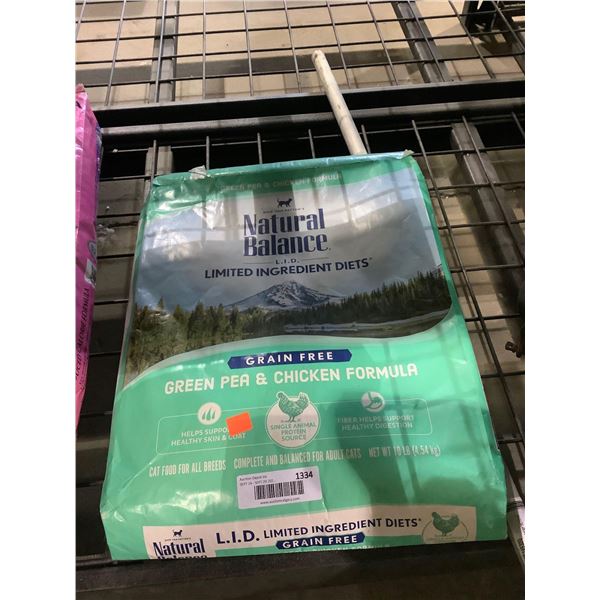 GREEN PEA & CHICKEN FORMULA
Natural
Balance®
L.I.D.
LIMITED INGREDIENT DIETS®
GRAIN FREE
GREEN PEA & CHICKEN FORMULA
HELPS SUPPO
HEALTHY SKIN & COAT
SINGLE ANIMAL
PROTEIN
SOURCE
FIBER HELPS SUPPORT
HEALTHY DIGESTION
CAT FOOD FOR ALL BREEDS COMPLETE AND BALANCED FOR ADULT CATS NET WT 10 LB (4.54 kg)
1334
Natural
Balance
L.I.D. LIMITED INGREDIENT DIETS®
GRAIN FREE